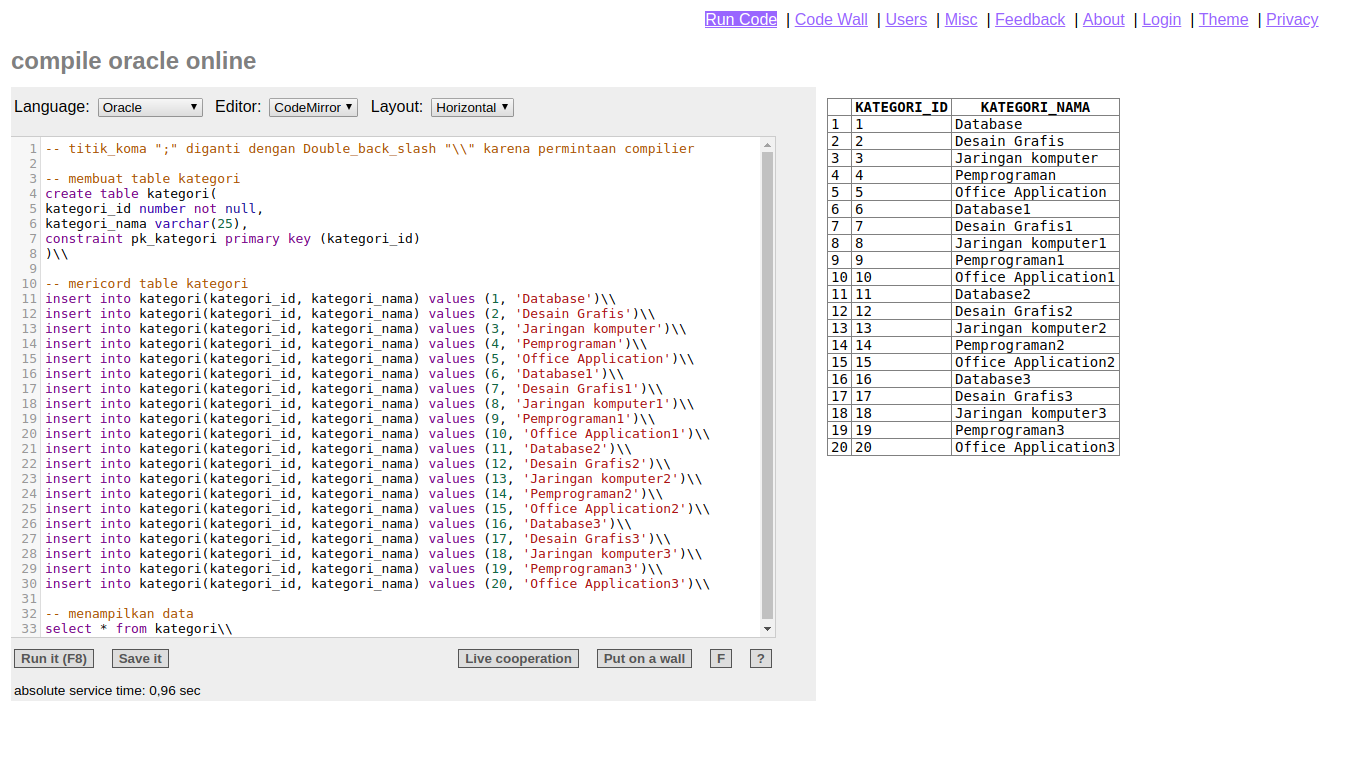 Run Code | Code Wall | Users | Misc | Feedback | About | Login | Theme | Privacy
compile oracle online
Language: Oracle Editor: CodeMirror Layout: Horizontal
1 -- titik_koma ";" diganti dengan Double_back_slash "\\" karena permintaan compilier
2
3 -- membuat table kategori
4 create table kategori(
5 kategori_id number not null,
6 kategori_nama varchar(25),
7 constraint pk_kategori primary key (kategori_id)
8 )\\
9
10 -- mericord table kategori
11 insert into kategori(kategori_id, kategori_nama) values (1, 'Database')\\
12 insert into kategori(kategori_id, kategori_nama) values (2, 'Desain Grafis')\\
13 insert into kategori(kategori_id, kategori_nama) values (3, 'Jaringan komputer')\\
14 insert into kategori(kategori_id, kategori_nama) values (4, 'Pemprograman')\\
15 insert into kategori(kategori_id, kategori_nama) values (5, 'Office Application')\\
16 insert into kategori(kategori_id, kategori_nama) values (6, 'Database1')\\
17 insert into kategori(kategori_id, kategori_nama) values (7, 'Desain Grafis1')\\
18 insert into kategori(kategori_id, kategori_nama) values (8, 'Jaringan komputer1')\\
19 insert into kategori(kategori_id, kategori_nama) values (9, 'Pemprograman1')\\
20 insert into kategori(kategori_id, kategori_nama) values (10, 'Office Application1')\\
21 insert into kategori(kategori_id, kategori_nama) values (11, 'Database2')\\
22 insert into kategori(kategori_id, kategori_nama) values (12, 'Desain Grafis2')\\
23 insert into kategori(kategori_id, kategori_nama) values (13, 'Jaringan komputer2')\\
24 insert into kategori(kategori_id, kategori_nama) values (14, 'Pemprograman2')\\
25 insert into kategori(kategori_id, kategori_nama) values (15, 'Office Application2')\\
26 insert into kategori(kategori_id, kategori_nama) values (16, 'Database3')\\
27 insert into kategori(kategori_id, kategori_nama) values (17, 'Desain Grafis3')\\
28 insert into kategori(kategori_id, kategori_nama) values (18, 'Jaringan komputer3')\\
29 insert into kategori(kategori_id, kategori_nama) values (19, 'Pemprograman3')\\
30 insert into kategori(kategori_id, kategori_nama) values (20, 'Office Application3')\\
31
32 -- menampilkan data
33 select * from kategori\\
Run it (F8) Save it Live cooperation Put on a wall F ?
absolute service time: 0,96 sec
KATEGORI_ID KATEGORI_NAMA
1 1 Database
2 2 Desain Grafis
3 3 Jaringan komputer
4 4 Pemprograman
5 5 Office Application
6 6 Database1
7 7 Desain Grafis1
8 8 Jaringan komputer1
9 9 Pemprograman1
10 10 Office Application1
11 11 Database2
12 12 Desain Grafis2
13 13 Jaringan komputer2
14 14 Pemprograman2
15 15 Office Application2
16 16 Database3
17 17 Desain Grafis3
18 18 Jaringan komputer3
19 19 Pemprograman3
20 20 Office Application3